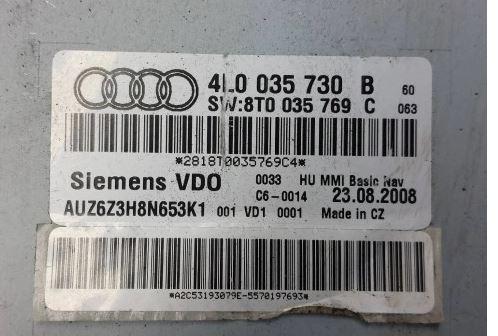 4L0 035 730 B 60
SW:8T0 035 769 C 063
*2818T0035769C4*
Siemens VDO 0033 HU MMI Basic Nav
C6-0014 23.08.2008
AUZ6Z3H8N653K1 001 VD1 0001 Made in CZ
*A2C53193079E-5570197693*